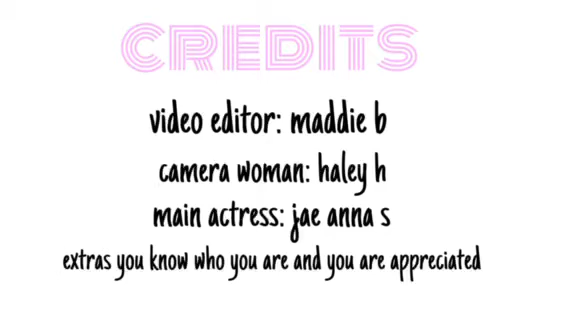 CREDITS
video editor: maddie b
camera woman: haley h
main actress: jae anna s
extras you know who you are and you are appreciated